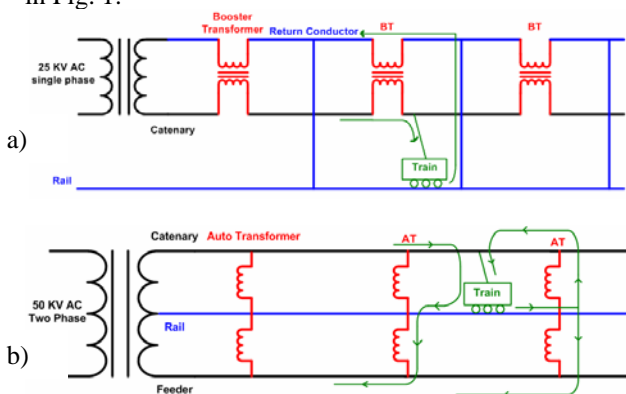 in Fig. 1.
Booster
Transformer
Return Conductor
BT
BT
25 KV AC
single phase
Catenary
a)
Train
Rail
Catenary
Auto Transformer
AT
AT
50 KV AC
Two Phase
Train
Rail
b)
Feeder